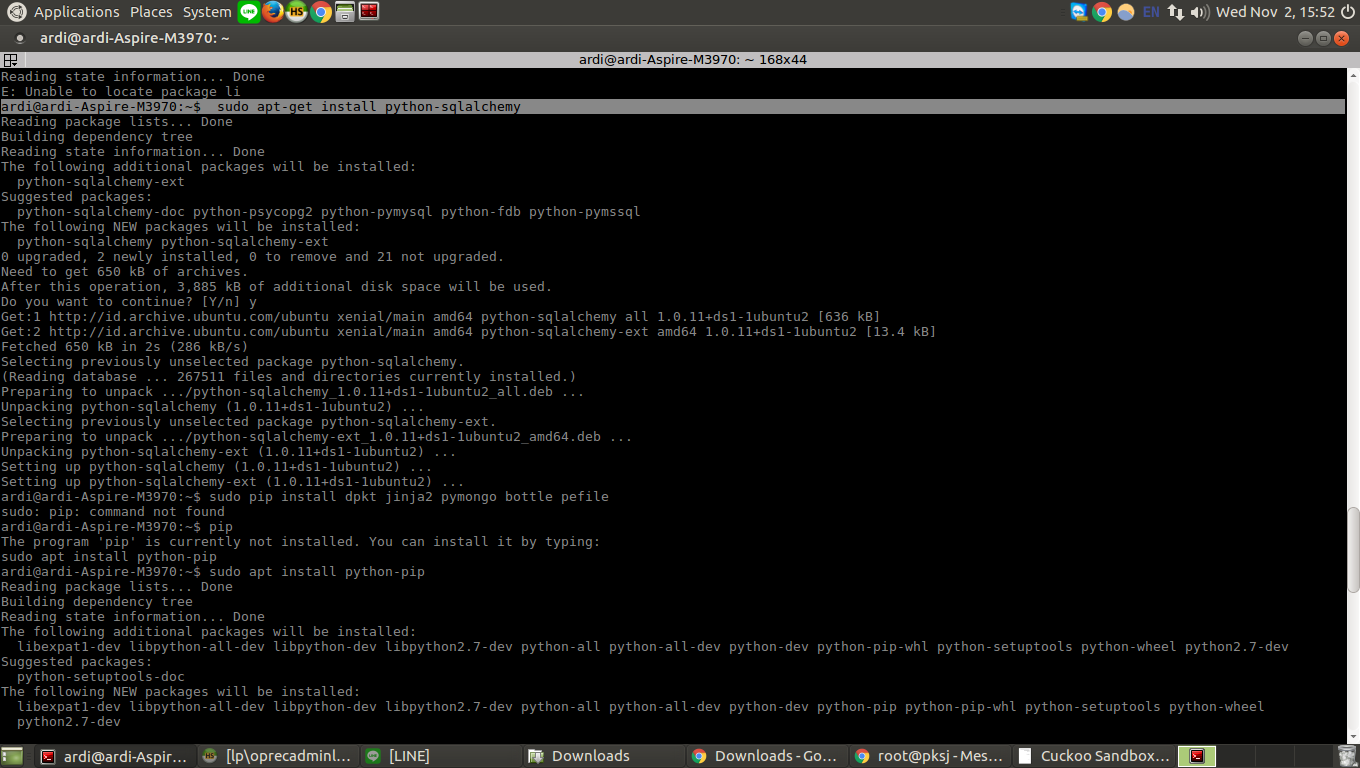 Applications Places System LINE HS EN Wed Nov 2, 15:52
ardi@ardi-Aspire-M3970: ~
ardi@ardi-Aspire-M3970: ~ 168x44
Reading state information... Done
E: Unable to locate package li
ardi@ardi-Aspire-M3970:~$  sudo apt-get install python-sqlalchemy
Reading package lists... Done
Building dependency tree
Reading state information... Done
The following additional packages will be installed:
  python-sqlalchemy-ext
Suggested packages:
  python-sqlalchemy-doc python-psycopg2 python-pymysql python-fdb python-pymssql
The following NEW packages will be installed:
  python-sqlalchemy python-sqlalchemy-ext
0 upgraded, 2 newly installed, 0 to remove and 21 not upgraded.
Need to get 650 kB of archives.
After this operation, 3,885 kB of additional disk space will be used.
Do you want to continue? [Y/n] y
Get:1 http://id.archive.ubuntu.com/ubuntu xenial/main amd64 python-sqlalchemy all 1.0.11+ds1-1ubuntu2 [636 kB]
Get:2 http://id.archive.ubuntu.com/ubuntu xenial/main amd64 python-sqlalchemy-ext amd64 1.0.11+ds1-1ubuntu2 [13.4 kB]
Fetched 650 kB in 2s (286 kB/s)
Selecting previously unselected package python-sqlalchemy.
(Reading database ... 267511 files and directories currently installed.)
Preparing to unpack .../python-sqlalchemy_1.0.11+ds1-1ubuntu2_all.deb ...
Unpacking python-sqlalchemy (1.0.11+ds1-1ubuntu2) ...
Selecting previously unselected package python-sqlalchemy-ext.
Preparing to unpack .../python-sqlalchemy-ext_1.0.11+ds1-1ubuntu2_amd64.deb ...
Unpacking python-sqlalchemy-ext (1.0.11+ds1-1ubuntu2) ...
Setting up python-sqlalchemy (1.0.11+ds1-1ubuntu2) ...
Setting up python-sqlalchemy-ext (1.0.11+ds1-1ubuntu2) ...
ardi@ardi-Aspire-M3970:~$ sudo pip install dpkt jinja2 pymongo bottle pefile
sudo: pip: command not found
ardi@ardi-Aspire-M3970:~$ pip
The program 'pip' is currently not installed. You can install it by typing:
sudo apt install python-pip
ardi@ardi-Aspire-M3970:~$ sudo apt install python-pip
Reading package lists... Done
Building dependency tree
Reading state information... Done
The following additional packages will be installed:
  libexpat1-dev libpython-all-dev libpython-dev libpython2.7-dev python-all python-all-dev python-dev python-pip-whl python-setuptools python-wheel python2.7-dev
Suggested packages:
  python-setuptools-doc
The following NEW packages will be installed:
  libexpat1-dev libpython-all-dev libpython-dev libpython2.7-dev python-all python-all-dev python-dev python-pip python-pip-whl python-setuptools python-wheel
  python2.7-dev
ardi@ardi-Aspir... HS [lp\oprecadminl... [LINE] Downloads Downloads - Go... root@pksj - Mes... Cuckoo Sandbox...